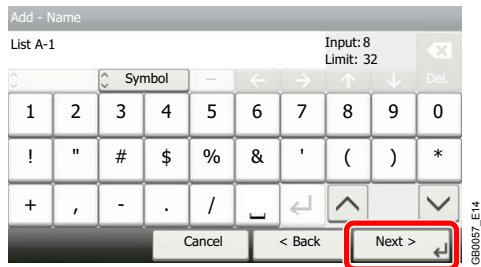 Add - Name
List A-1
Input: 8
Limit: 32
Symbol
Del.
1 2 3 4 5 6 7 8 9 0
! " # $ % & ' ( ) *
+ , - . / _
Cancel < Back Next >
GB0057_E14